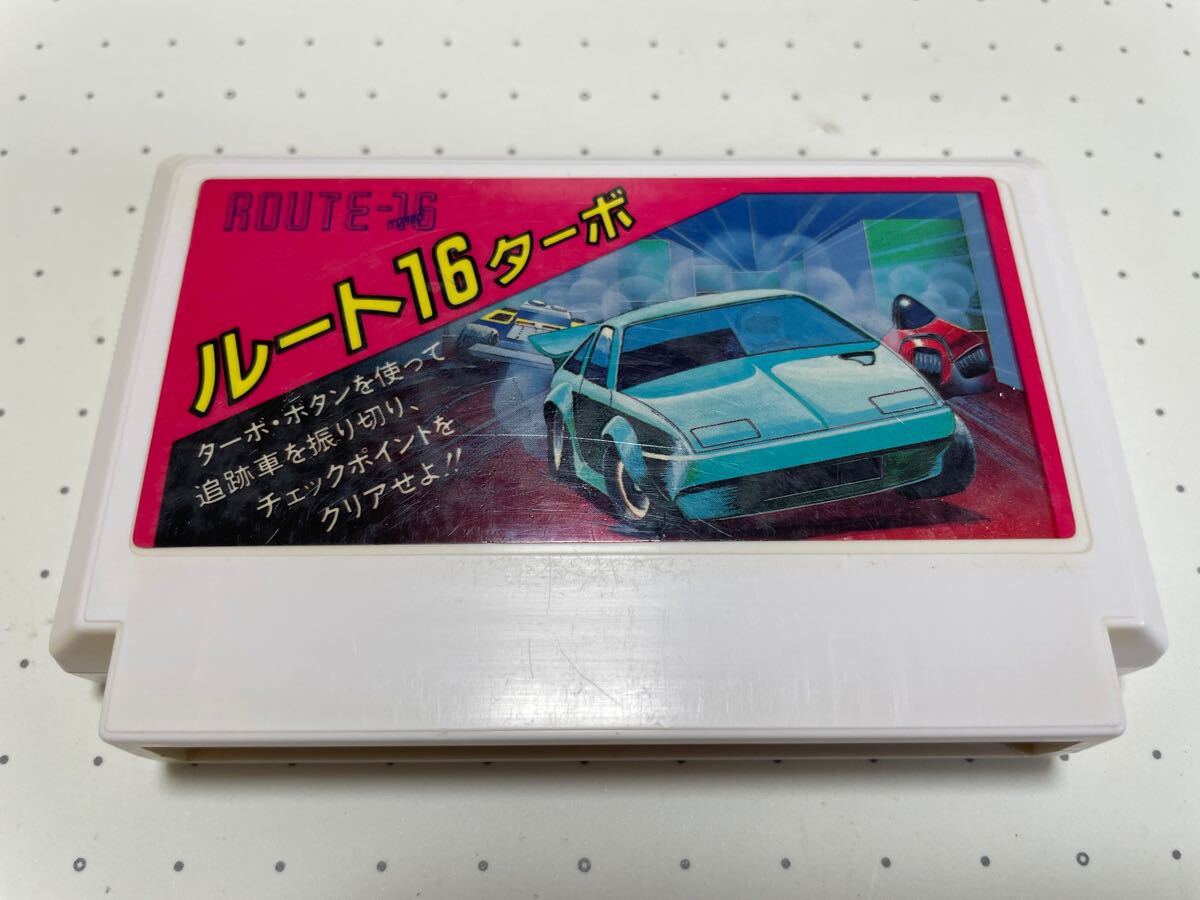 ROUTE-16
TURBO
ルート16ターボ
ターボ・ボタンを使って
追跡車を振り切り、
チェックポイントを
クリアせよ!!